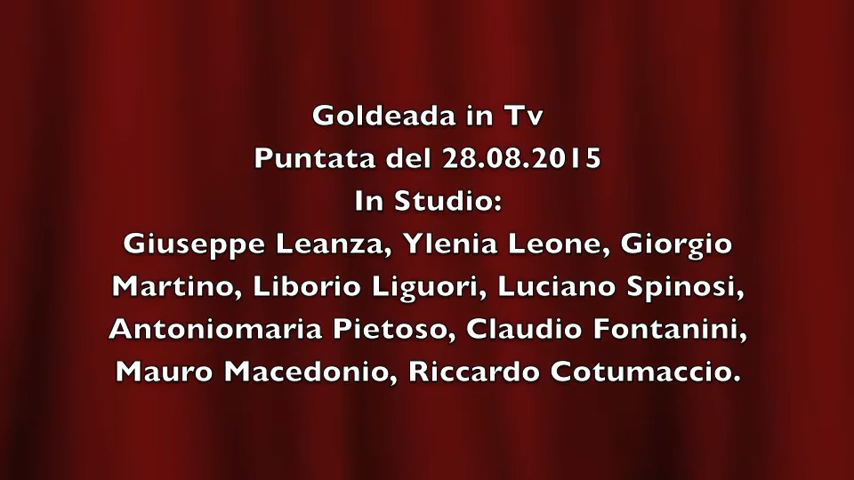 Goldeada in Tv
Puntata del 28.08.2015
In Studio:
Giuseppe Leanza, Ylenia Leone, Giorgio
Martino, Liborio Liguori, Luciano Spinosi,
Antoniomaria Pietoso, Claudio Fontanini,
Mauro Macedonio, Riccardo Cotumaccio.